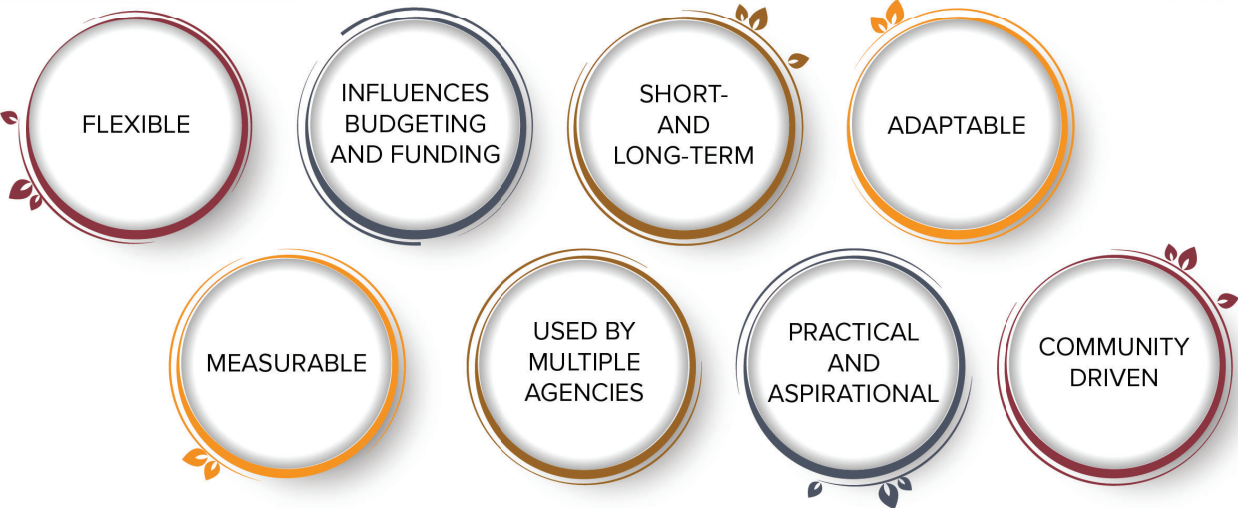 FLEXIBLE
INFLUENCES
BUDGETING
AND FUNDING
SHORT-
AND
LONG-TERM
ADAPTABLE
MEASURABLE
USED BY
MULTIPLE
AGENCIES
PRACTICAL
AND
ASPIRATIONAL
COMMUNITY
DRIVEN